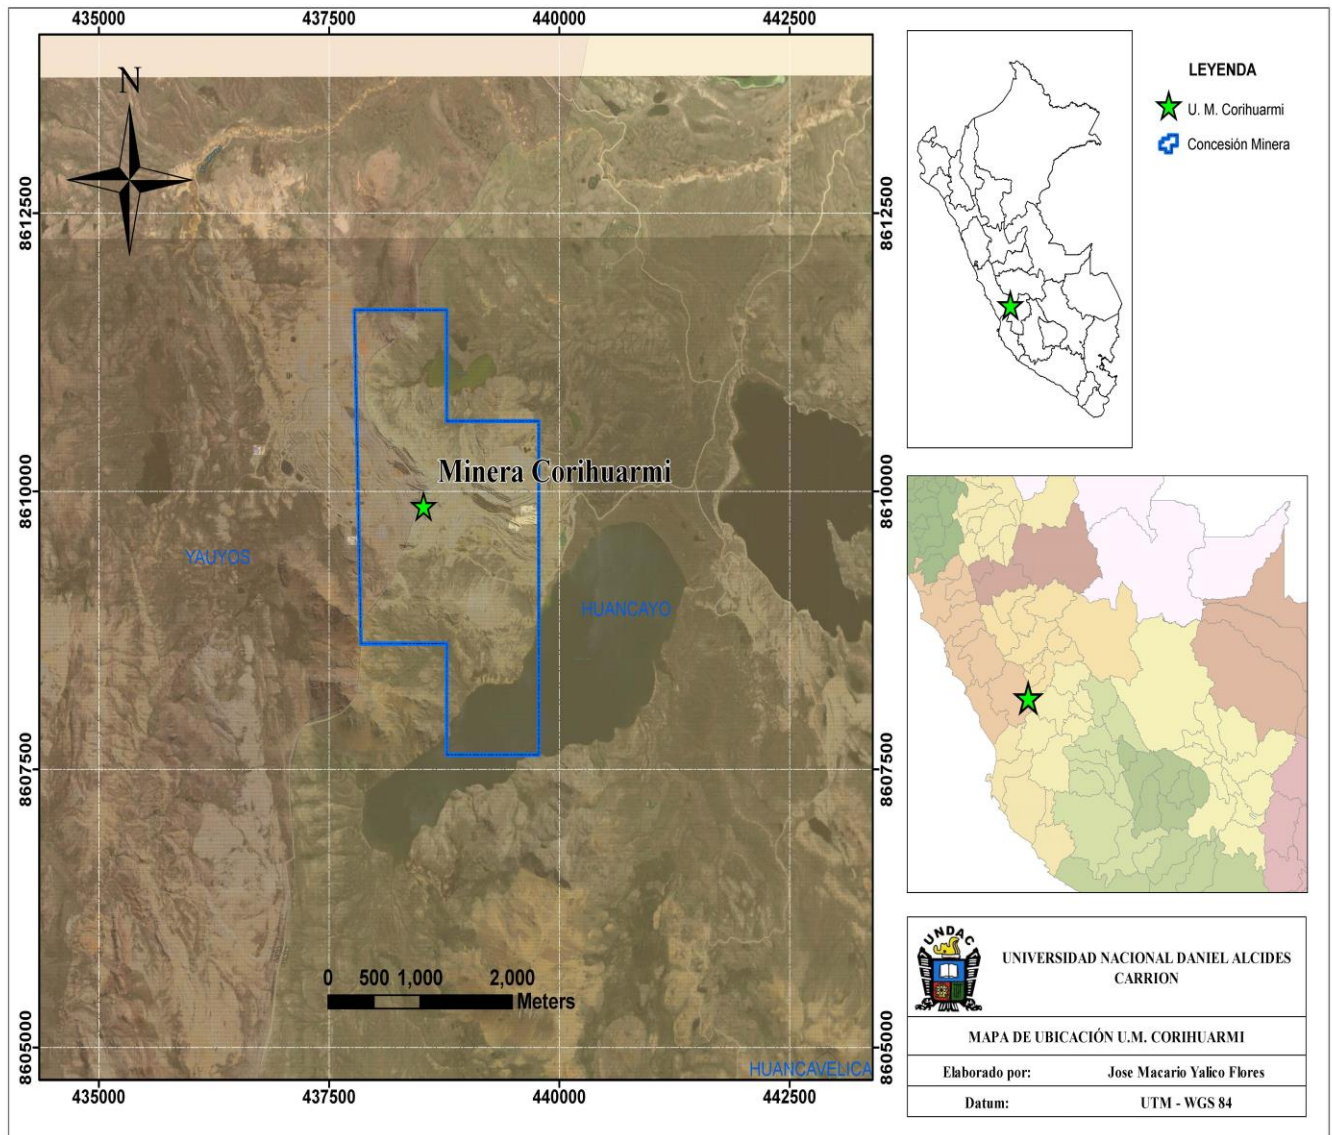 435000
437500
440000
442500
N
8612500
8612500
Minera Corihuarmi
8610000
8610000
YAUYOS
HUANCAYO
8607500
8607500
0 500 1,000 2,000
Meters
8605000
8605000
HUANCAVELICA
435000
437500
440000
442500
LEYENDA
U. M. Corihuarmi
Concesión Minera
UNDAC
UNIVERSIDAD NACIONAL DANIEL ALCIDES
CARRION
MAPA DE UBICACIÓN U.M. CORIHUARMI
Elaborado por: Jose Macario Yalico Flores
Datum: UTM - WGS 84